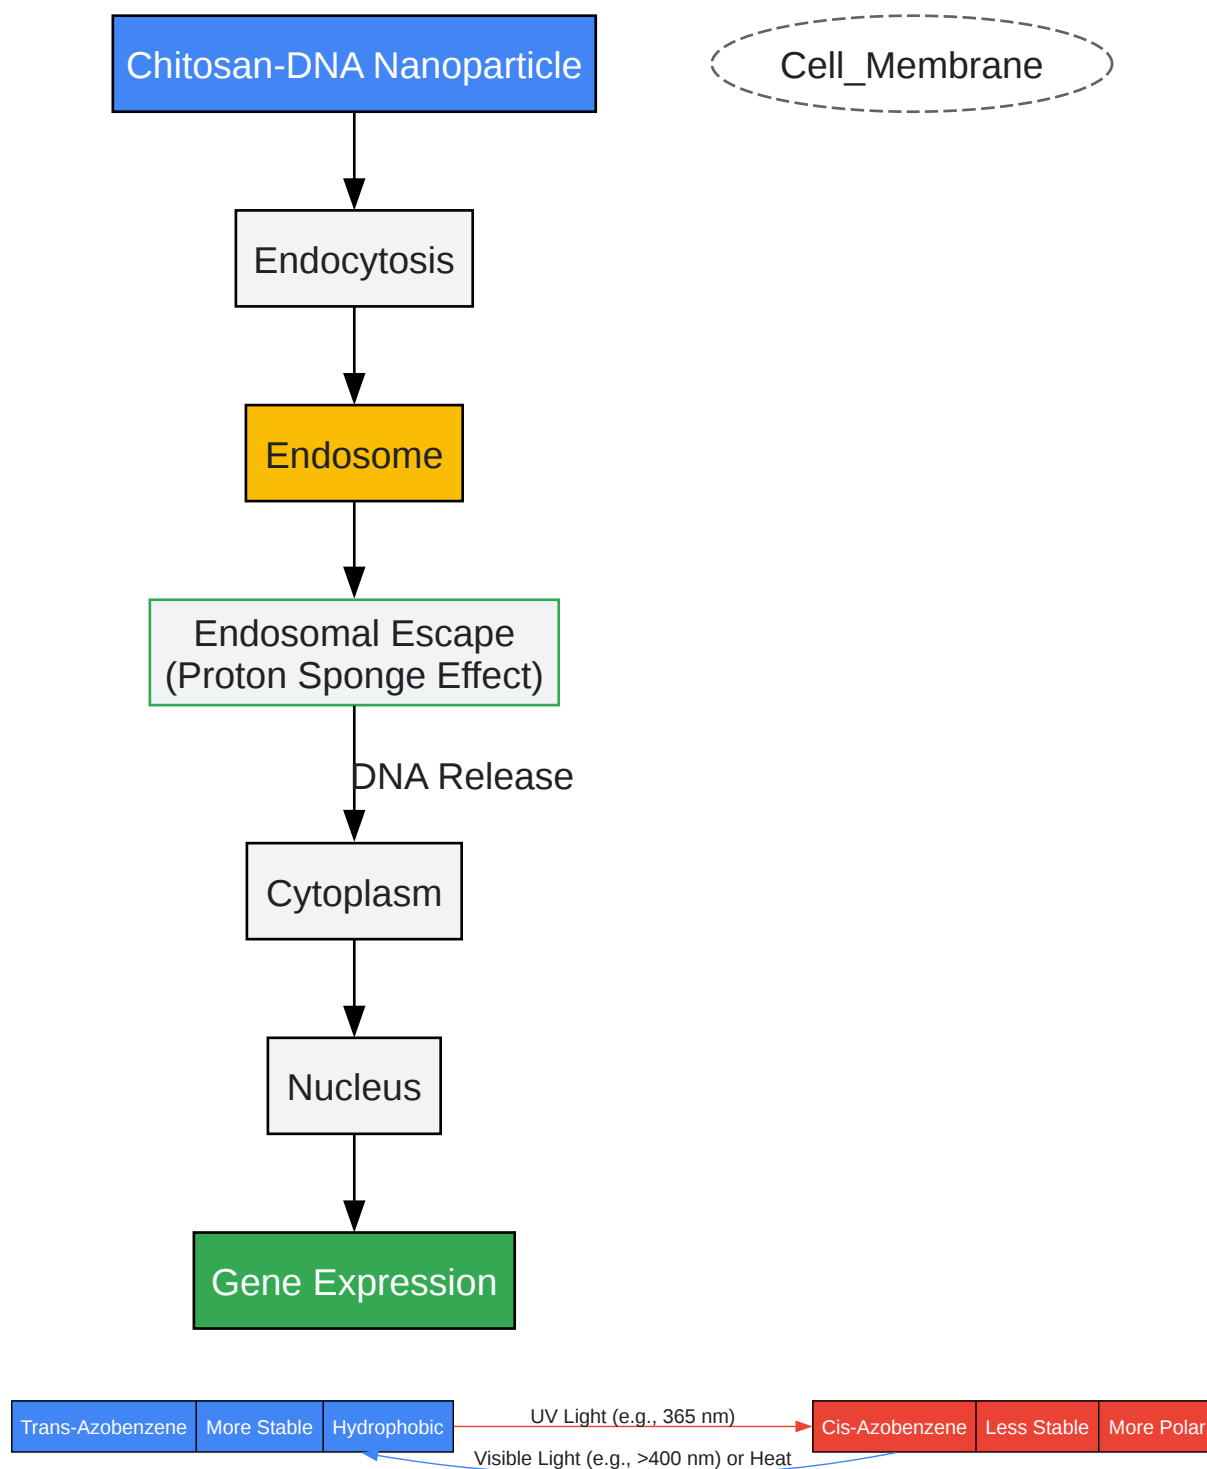 Chitosan-DNA Nanoparticle
Cell_Membrane
Endocytosis
Endosome
Endosomal Escape
(Proton Sponge Effect)
DNA Release
Cytoplasm
Nucleus
Gene Expression
Trans-Azobenzene
More Stable
Hydrophobic
UV Light (e.g., 365 nm)
Cis-Azobenzene
Less Stable
More Polar
Visible Light (e.g., >400 nm) or Heat